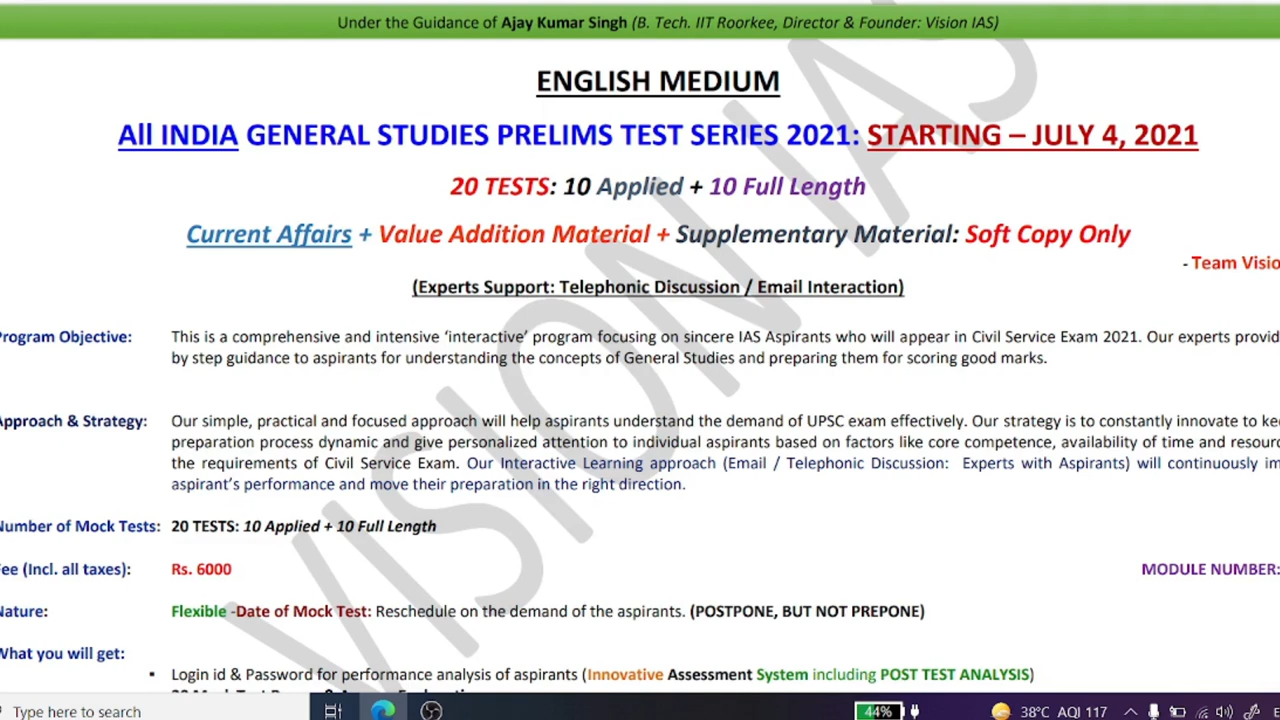 Under the Guidance of Ajay Kumar Singh (B. Tech. IIT Roorkee, Director & Founder: Vision IAS)
ENGLISH MEDIUM
All INDIA GENERAL STUDIES PRELIMS TEST SERIES 2021: STARTING – JULY 4, 2021
20 TESTS: 10 Applied + 10 Full Length
Current Affairs + Value Addition Material + Supplementary Material: Soft Copy Only
- Team Visio
(Experts Support: Telephonic Discussion / Email Interaction)
Program Objective: This is a comprehensive and intensive ‘interactive’ program focusing on sincere IAS Aspirants who will appear in Civil Service Exam 2021. Our experts provid
by step guidance to aspirants for understanding the concepts of General Studies and preparing them for scoring good marks.
Approach & Strategy: Our simple, practical and focused approach will help aspirants understand the demand of UPSC exam effectively. Our strategy is to constantly innovate to kee
preparation process dynamic and give personalized attention to individual aspirants based on factors like core competence, availability of time and resourc
the requirements of Civil Service Exam. Our Interactive Learning approach (Email / Telephonic Discussion: Experts with Aspirants) will continuously im
aspirant’s performance and move their preparation in the right direction.
Number of Mock Tests: 20 TESTS: 10 Applied + 10 Full Length
Fee (Incl. all taxes): Rs. 6000 MODULE NUMBER:
Nature: Flexible -Date of Mock Test: Reschedule on the demand of the aspirants. (POSTPONE, BUT NOT PREPONE)
What you will get:
▪ Login id & Password for performance analysis of aspirants (Innovative Assessment System including POST TEST ANALYSIS)
VISION IAS
Type here to search 44% 38°C AQI 117